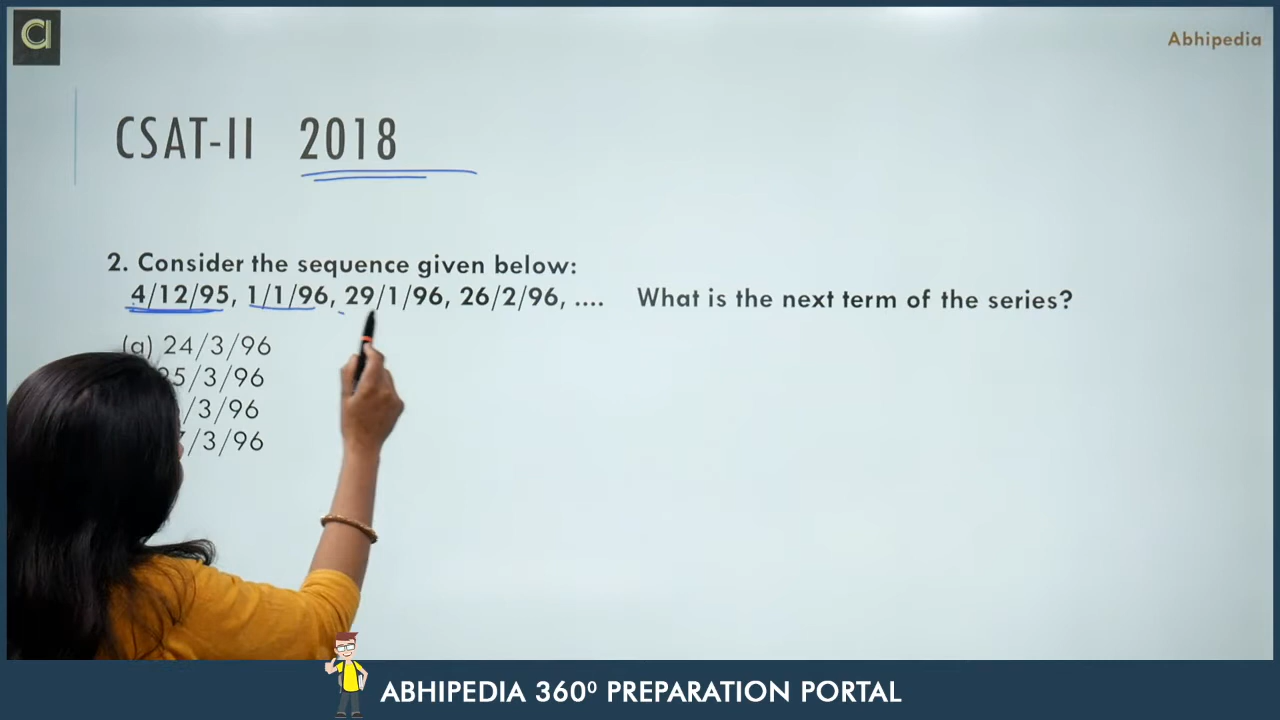 Abhipedia
CSAT-II 2018
2. Consider the sequence given below:
4/12/95, 1/1/96, 29/1/96, 26/2/96, .... What is the next term of the series?
(a) 24/3/96
5/3/96
/3/96
/3/96
ABHIPEDIA 360⁰ PREPARATION PORTAL